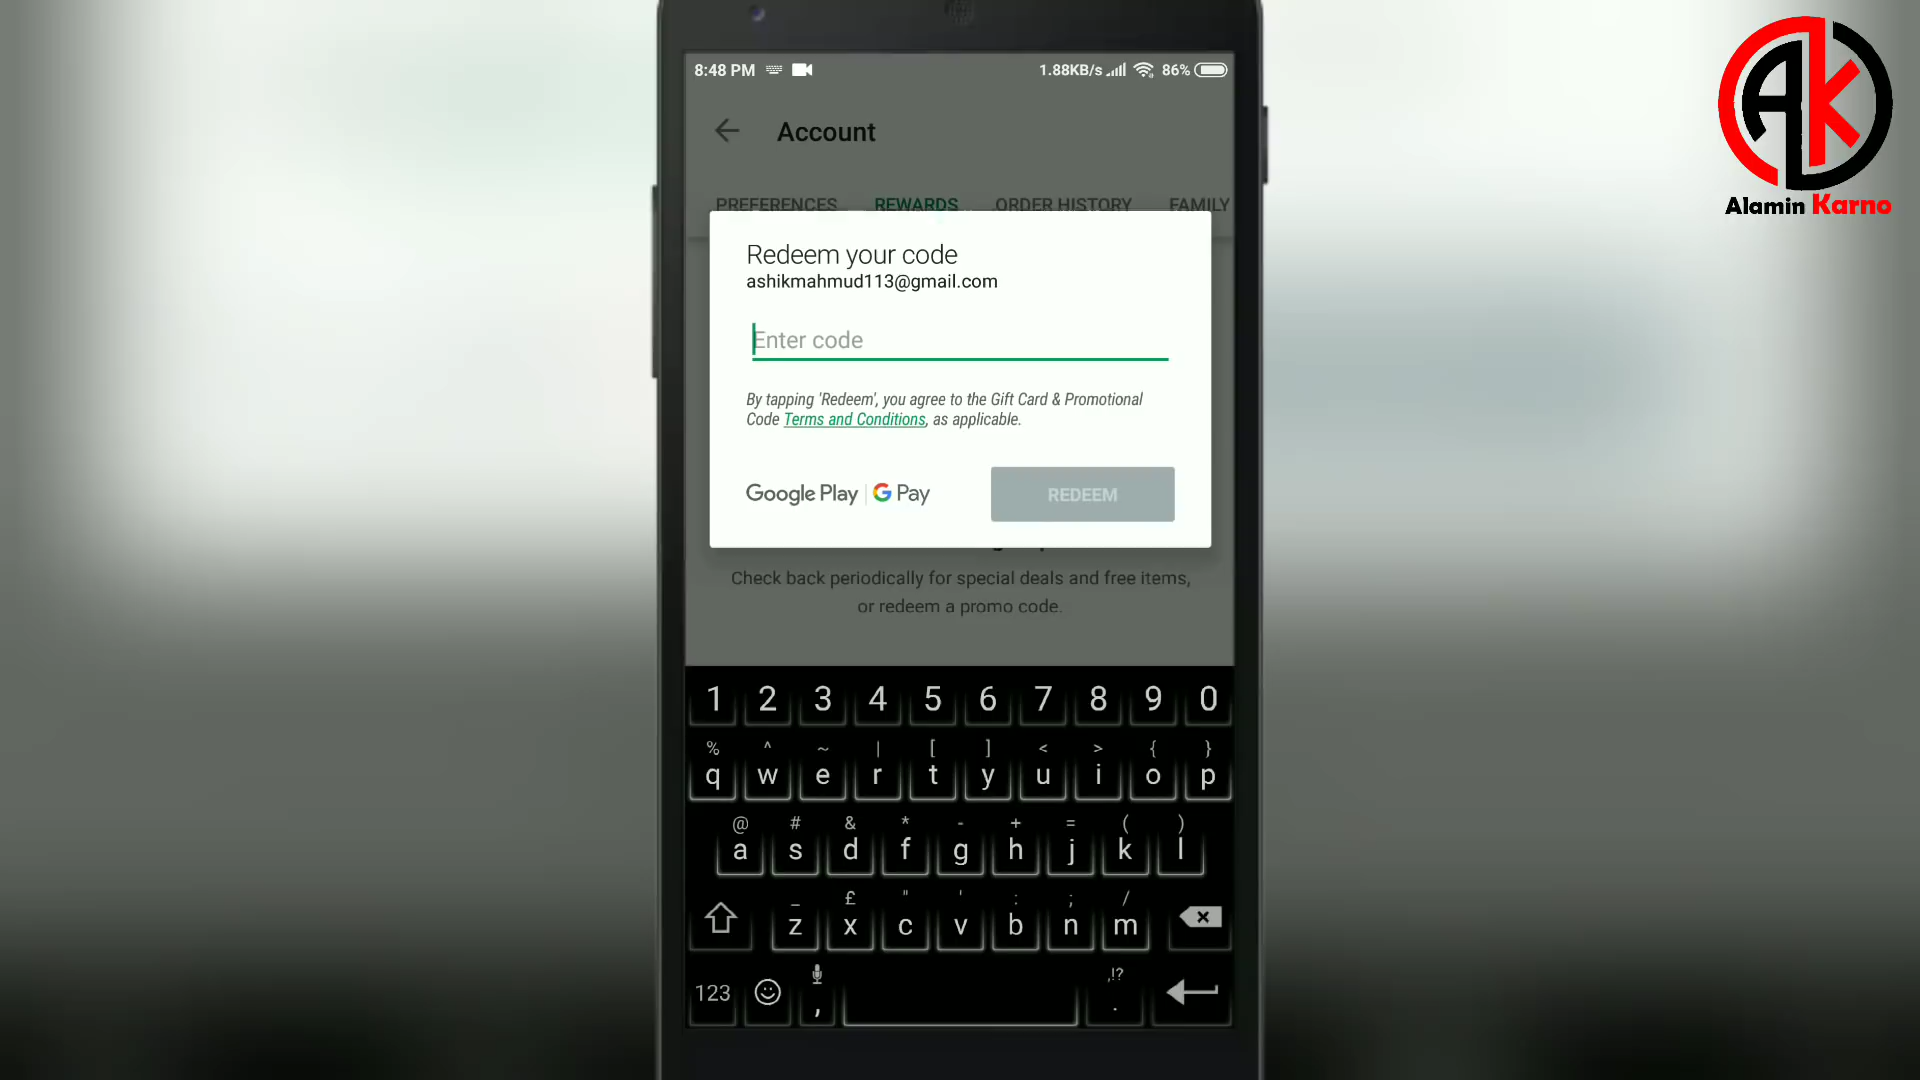 8:48 PM 1.88KB/s 86%
Alamin Karno
Account
PREFERENCES REWARDS ORDER HISTORY FAMILY
Redeem your code
ashikmahmud113@gmail.com
Enter code
By tapping 'Redeem', you agree to the Gift Card & Promotional
Code Terms and Conditions, as applicable.
Google Play | G Pay REDEEM
Check back periodically for special deals and free items,
or redeem a promo code.
1 2 3 4 5 6 7 8 9 0
% ^ ~ | [ ] < > { }
q w e r t y u i o p
@ # & * - + = ( )
a s d f g h j k l
_ £ " ' : ; /
z x c v b n m
,!?
123 , .